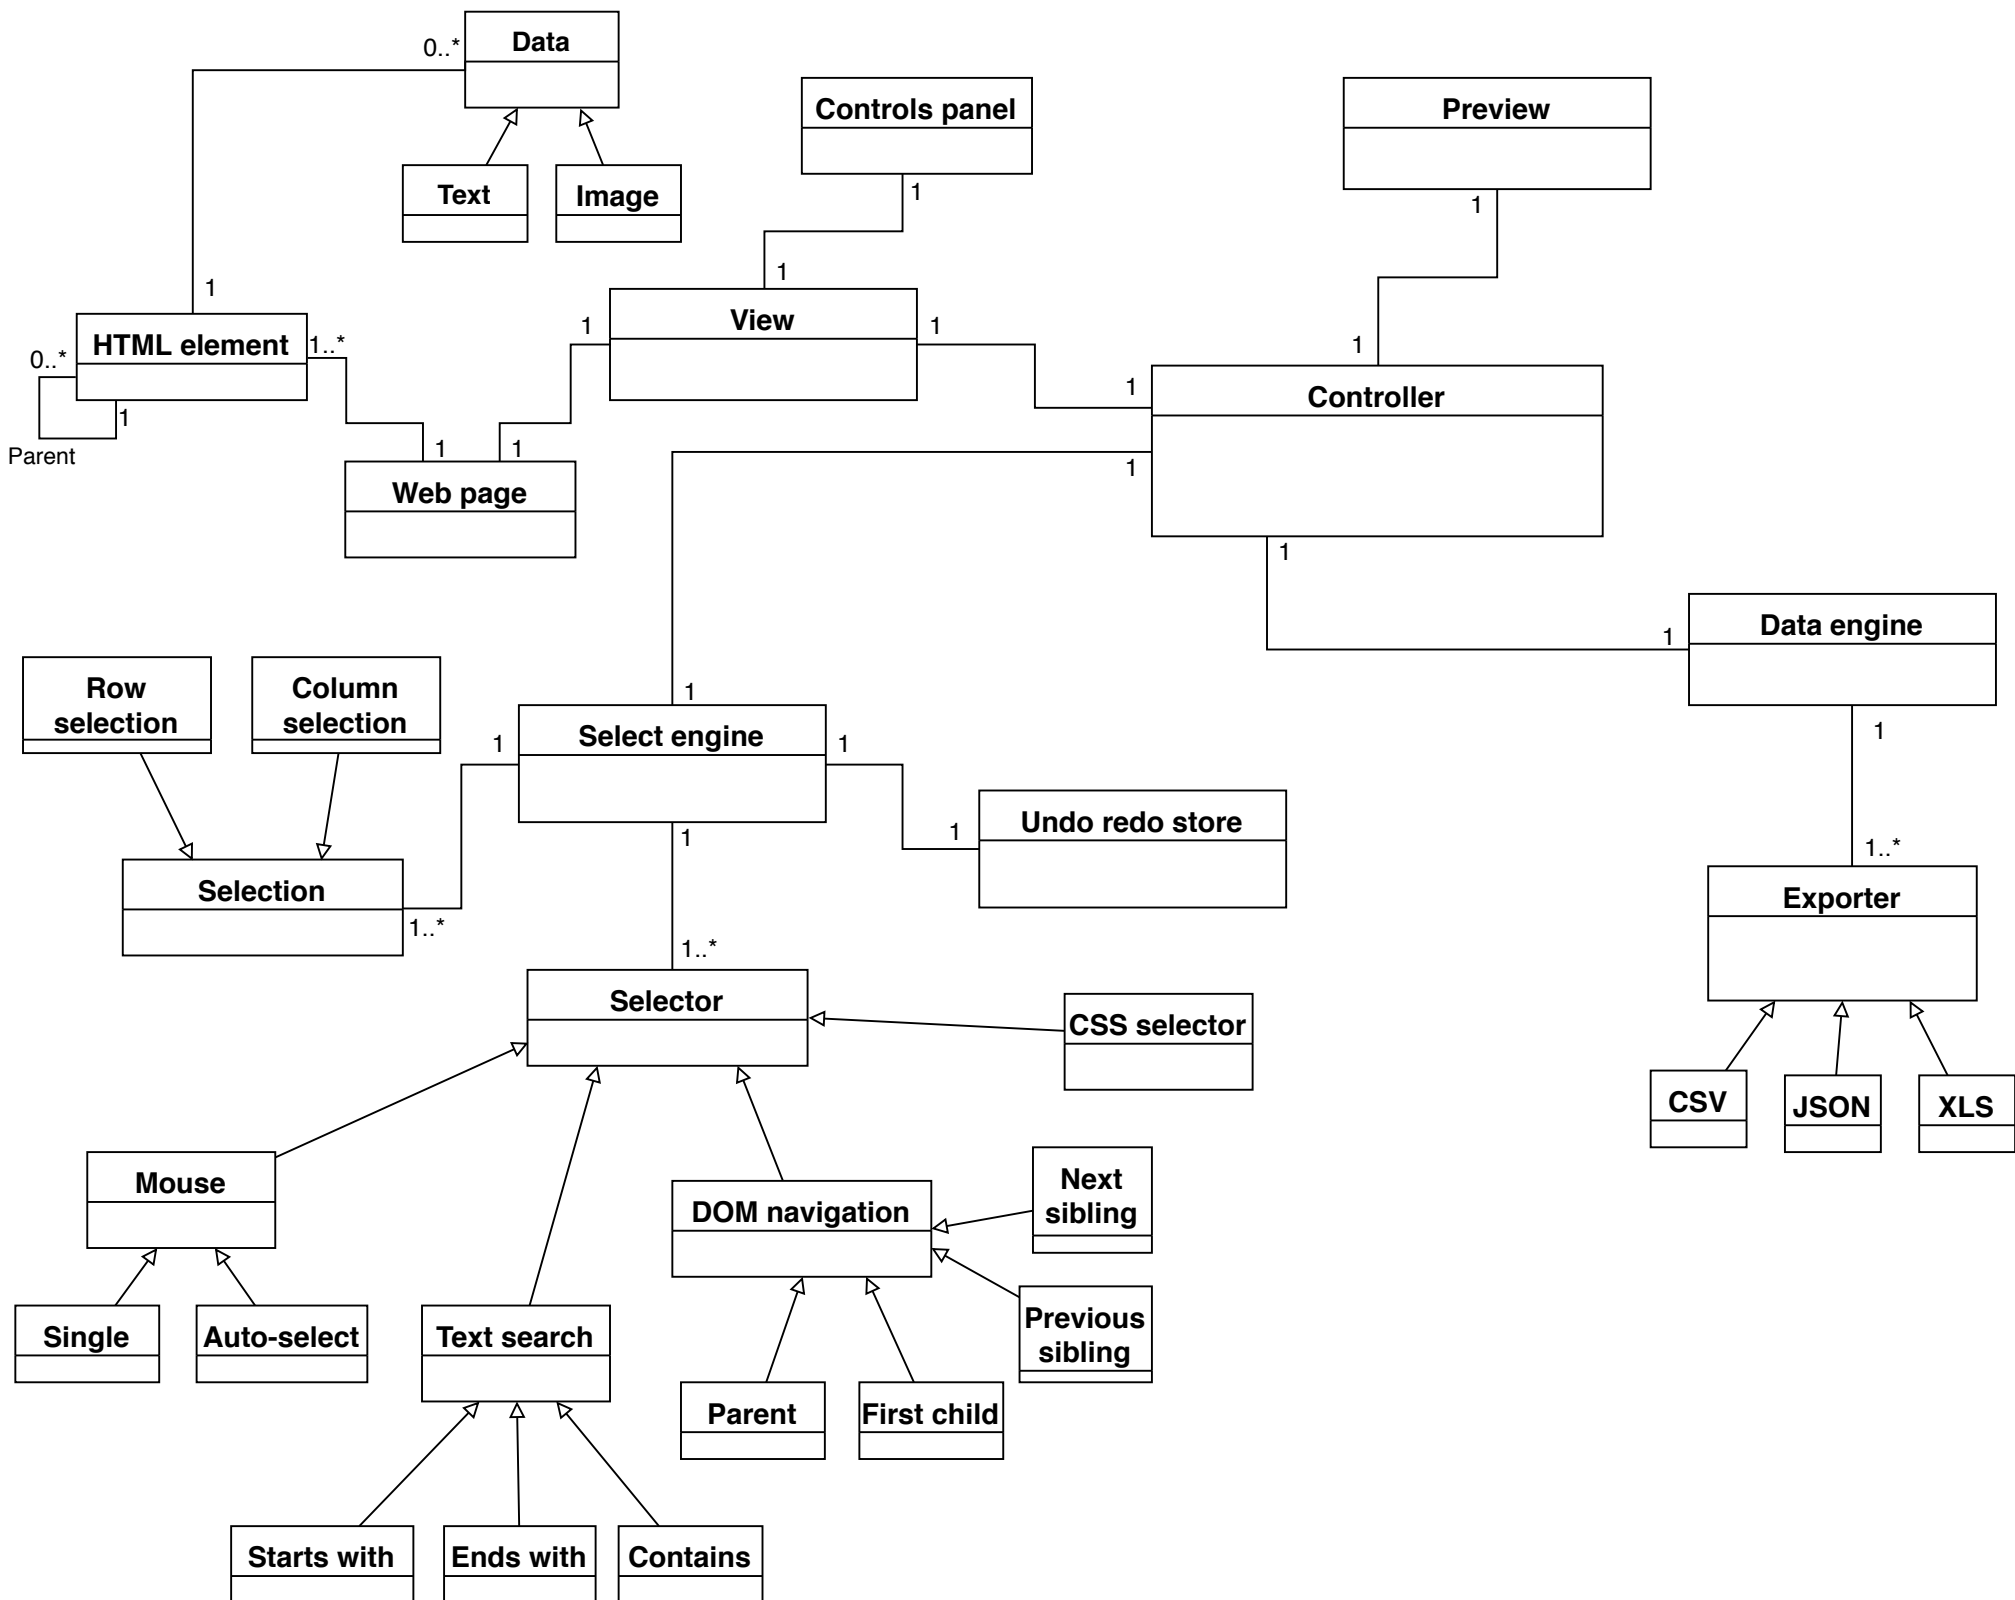 Data
0..*
Controls panel
Preview
Text
Image
1
1
1
1
View
1
1
1
HTML element
1..*
0..*
1
Parent
1
1
Web page
1
Controller
1
1
Data engine
1
Row
selection
Column
selection
1
Select engine
1
1
1
Undo redo store
1
1
1..*
Selection
1..*
Exporter
1..*
Selector
CSS selector
CSV
JSON
XLS
Mouse
DOM navigation
Next
sibling
Single
Auto-select
Text search
Previous
sibling
Parent
First child
Starts with
Ends with
Contains